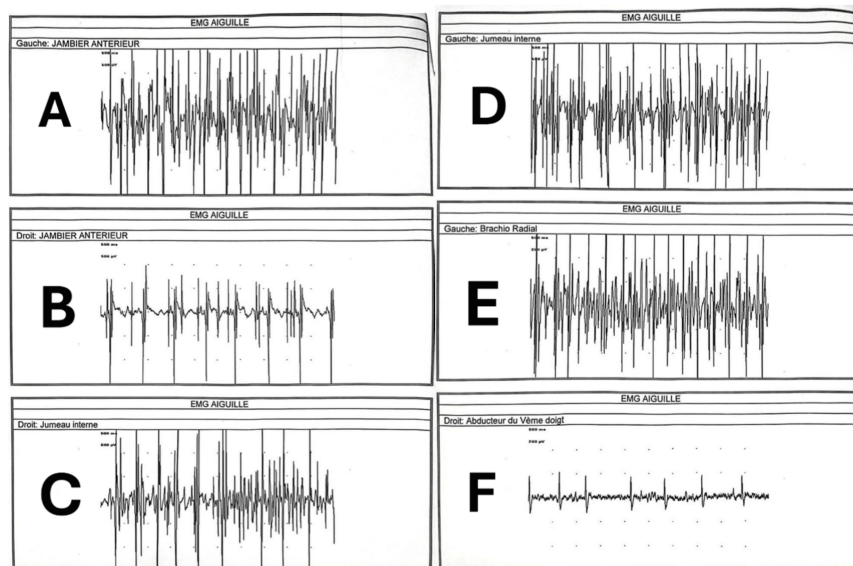 EMG AIGUILLE
Gauche: JAMBIER ANTERIEUR
A
EMG AIGUILLE
Droit: JAMBIER ANTERIEUR
B
EMG AIGUILLE
Droit: Jumeau interne
C
EMG AIGUILLE
Gauche: Jumeau interne
D
EMG AIGUILLE
Gauche: Brachio Radial
E
EMG AIGUILLE
Droit: Abducteur du Vème doigt
F